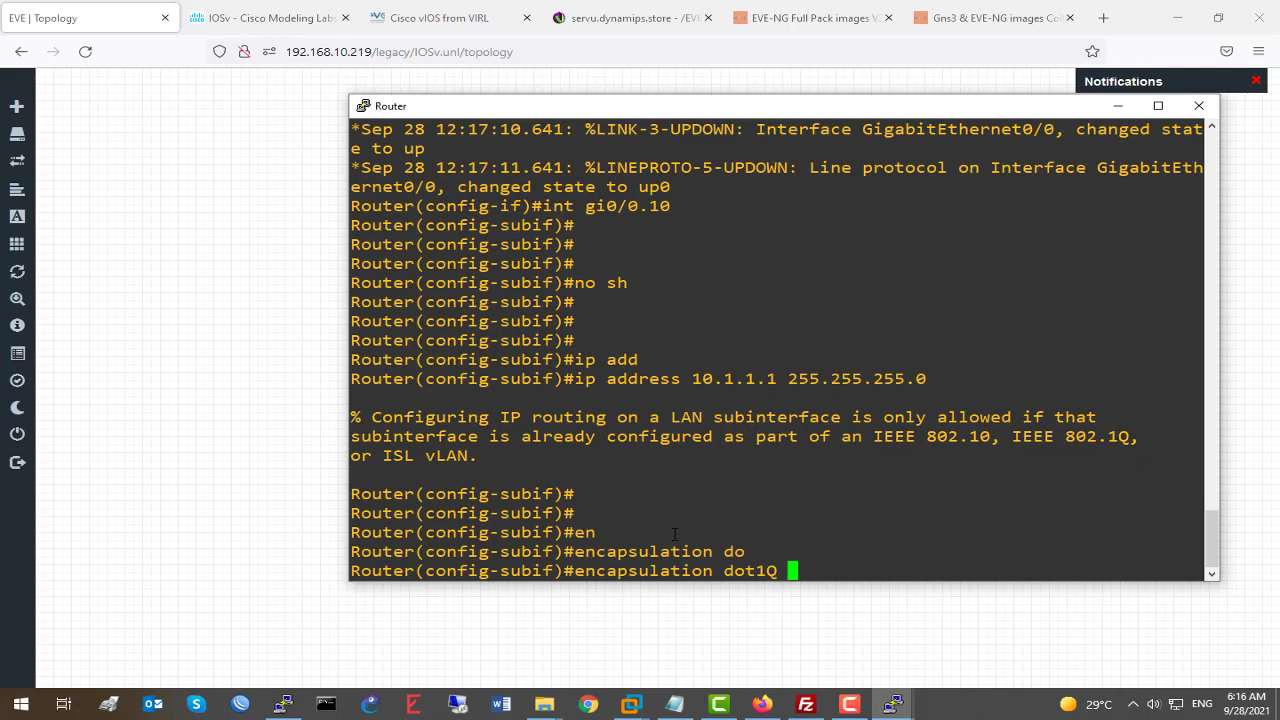 EVE | Topology
IOSv - Cisco Modeling Labs
Cisco vIOS from VIRL
servu.dynamips.store - /EVE
EVE-NG Full Pack images V2
Gns3 & EVE-NG images Coll
192.168.10.219/legacy/IOSv.unl/topology
Notifications
Router
*Sep 28 12:17:10.641: %LINK-3-UPDOWN: Interface GigabitEthernet0/0, changed stat
e to up
*Sep 28 12:17:11.641: %LINEPROTO-5-UPDOWN: Line protocol on Interface GigabitEth
ernet0/0, changed state to up0
Router(config-if)#int gi0/0.10
Router(config-subif)#
Router(config-subif)#
Router(config-subif)#
Router(config-subif)#no sh
Router(config-subif)#
Router(config-subif)#
Router(config-subif)#
Router(config-subif)#ip add
Router(config-subif)#ip address 10.1.1.1 255.255.255.0
% Configuring IP routing on a LAN subinterface is only allowed if that
subinterface is already configured as part of an IEEE 802.10, IEEE 802.1Q,
or ISL vLAN.
Router(config-subif)#
Router(config-subif)#
Router(config-subif)#en
Router(config-subif)#encapsulation do
Router(config-subif)#encapsulation dot1Q
29°C
ENG
6:16 AM
9/28/2021